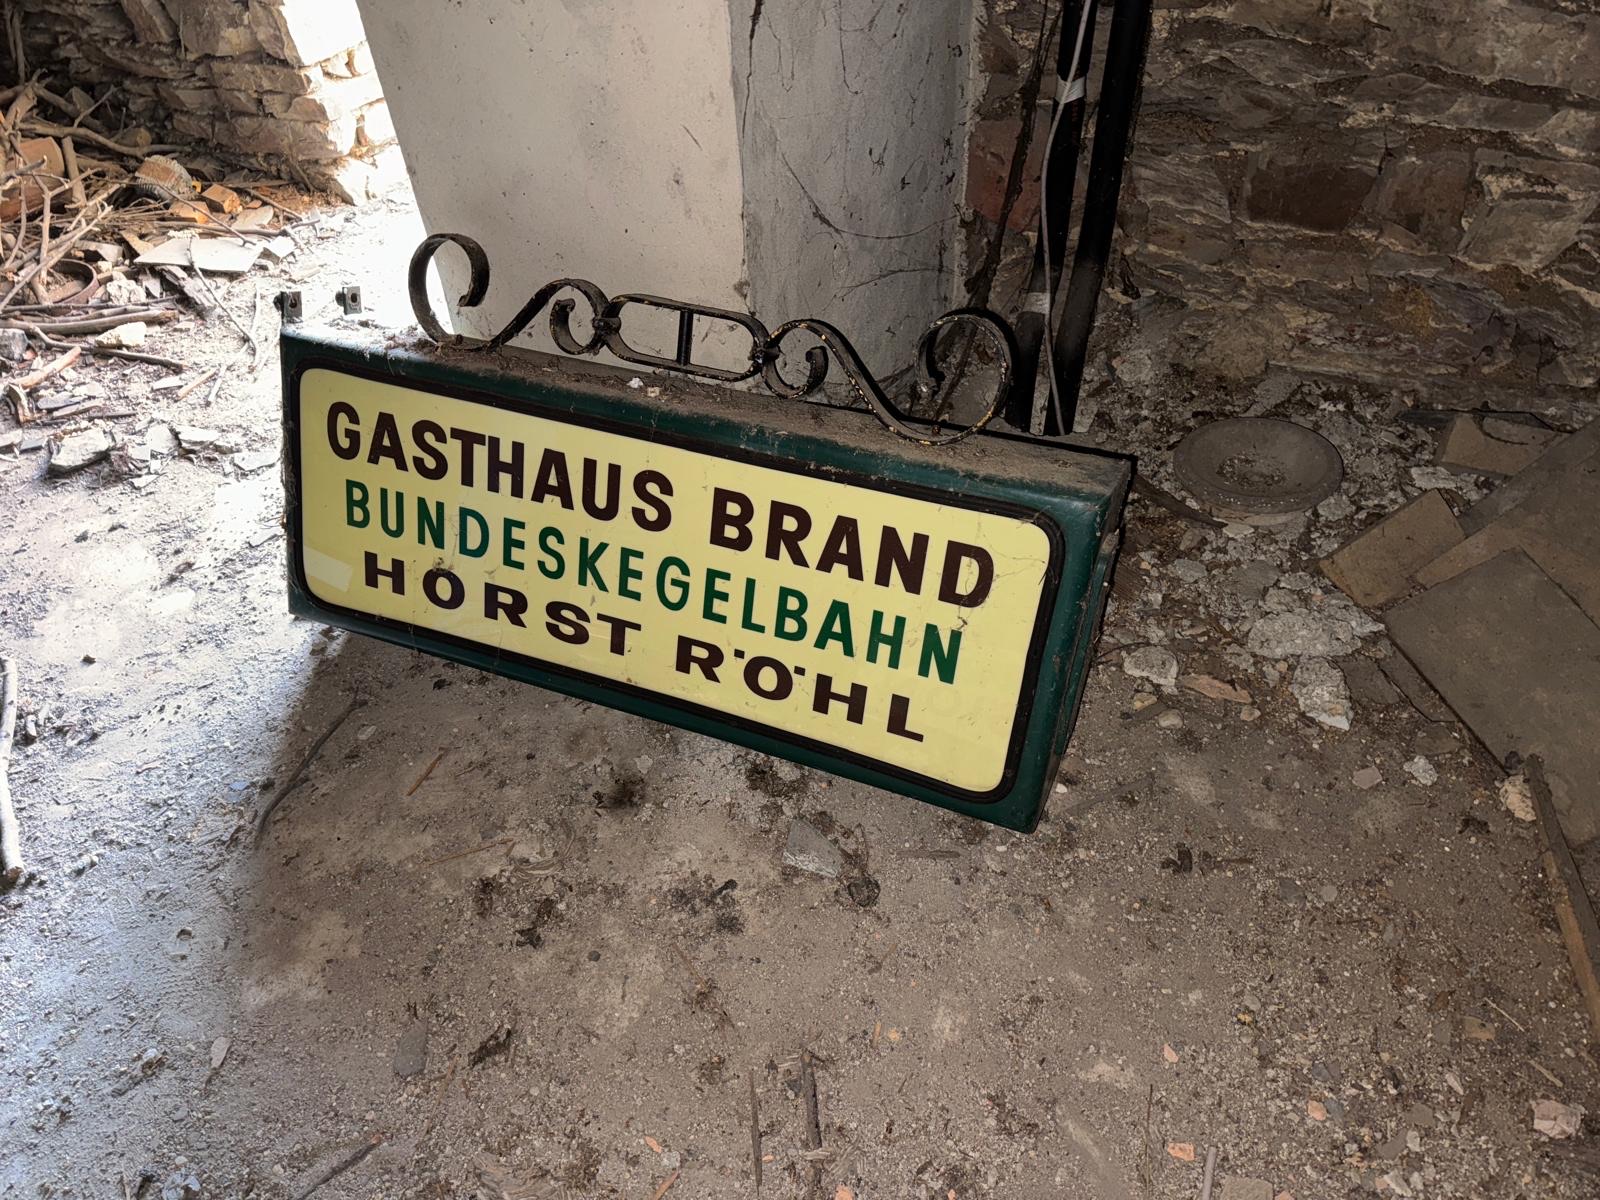 GASTHAUS BRAND
BUNDESKEGELBAHN
HORST RÖHL